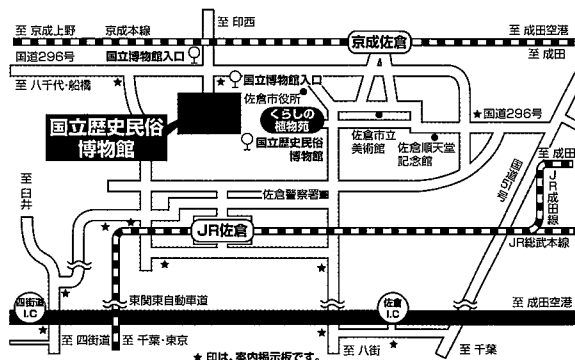 至 京成上野
京成本線
至 印西
国立博物館入口
京成佐倉
至 成田空港
至 成田
国道296号
至 八千代・船橋
国立博物館入口
佐倉市役所
くらしの
植物苑
★国道296号
国立歴史民俗
博物館
国立歴史民俗
博物館
佐倉市立
美術館
佐倉順天堂
記念館
国道51号
至 成田
JR成田線
至 臼井
佐倉警察署
JR佐倉
JR総武本線
四街道
I.C
東関東自動車道
佐倉
I.C
至 成田空港
至 四街道
至 千葉・東京
至 八街
至 千葉
★印は、案内掲示板です。